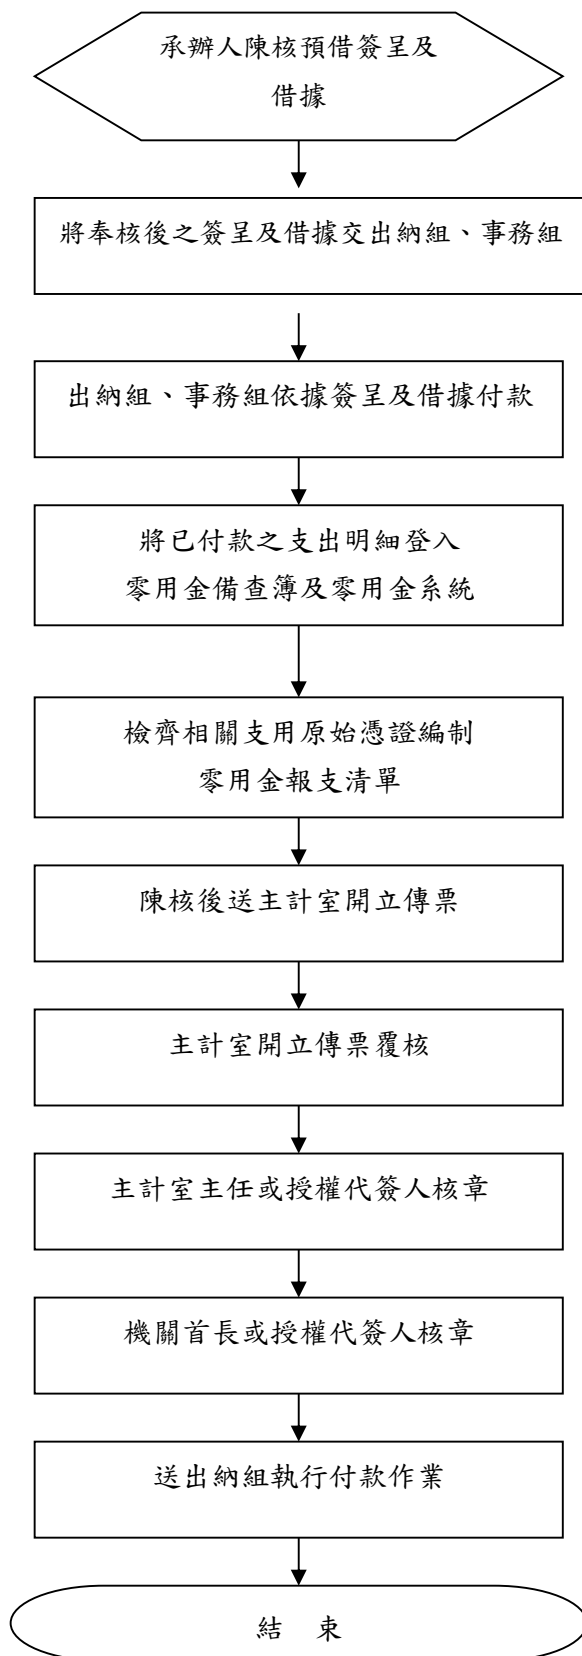 承辦人陳核預借簽呈及
借據
將奉核後之簽呈及借據交出納組、事務組
出納組、事務組依據簽呈及借據付款
將已付款之支出明細登入
零用金備查簿及零用金系統
檢齊相關支用原始憑證編制
零用金報支清單
陳核後送主計室開立傳票
主計室開立傳票覆核
主計室主任或授權代簽人核章
機關首長或授權代簽人核章
送出納組執行付款作業
結　束